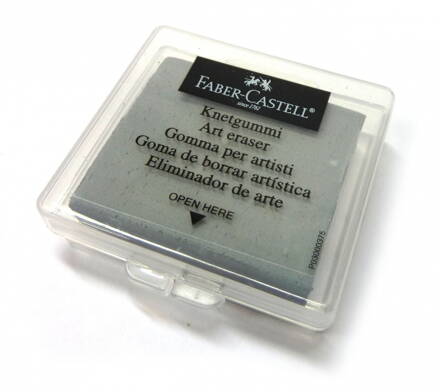 FABER-CASTELL®
since 1761
Knetgummi
Art eraser
Gomma per artisti
Goma de borrar artística
Eliminador de arte
OPEN HERE
P03000375